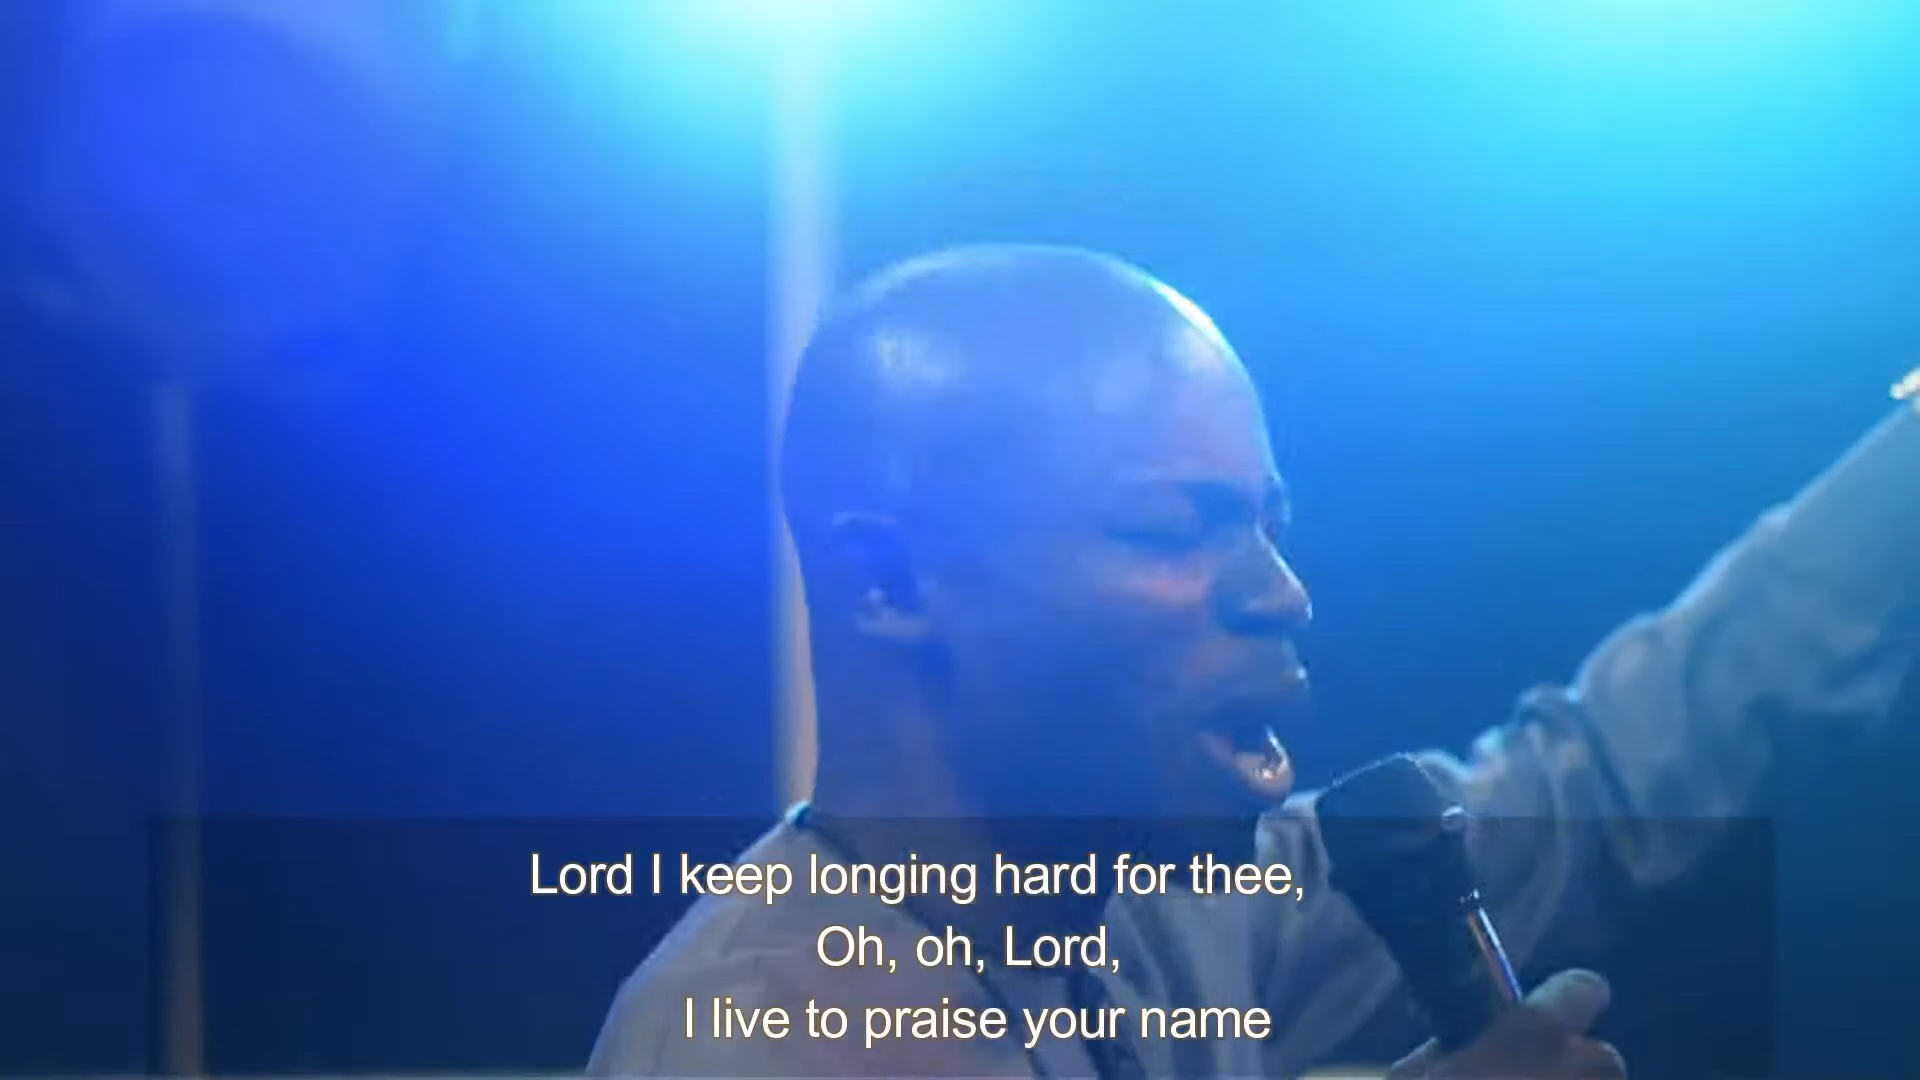 Lord I keep longing hard for thee,
Oh, oh, Lord,
I live to praise your name